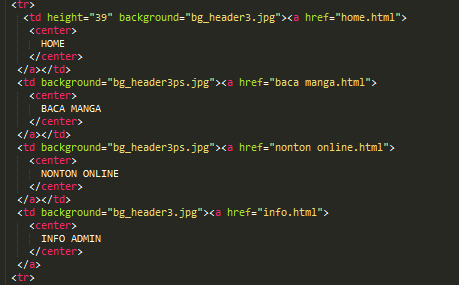 <tr>
<td height="39" background="bg_header3.jpg"><a href="home.html">
<center>
HOME
</center>
</a></td>
<td background="bg_header3ps.jpg"><a href="baca manga.html">
<center>
BACA MANGA
</center>
</a></td>
<td background="bg_header3ps.jpg"><a href="nonton online.html">
<center>
NONTON ONLINE
</center>
</a></td>
<td background="bg_header3.jpg"><a href="info.html">
<center>
INFO ADMIN
</center>
</a>
<tr>